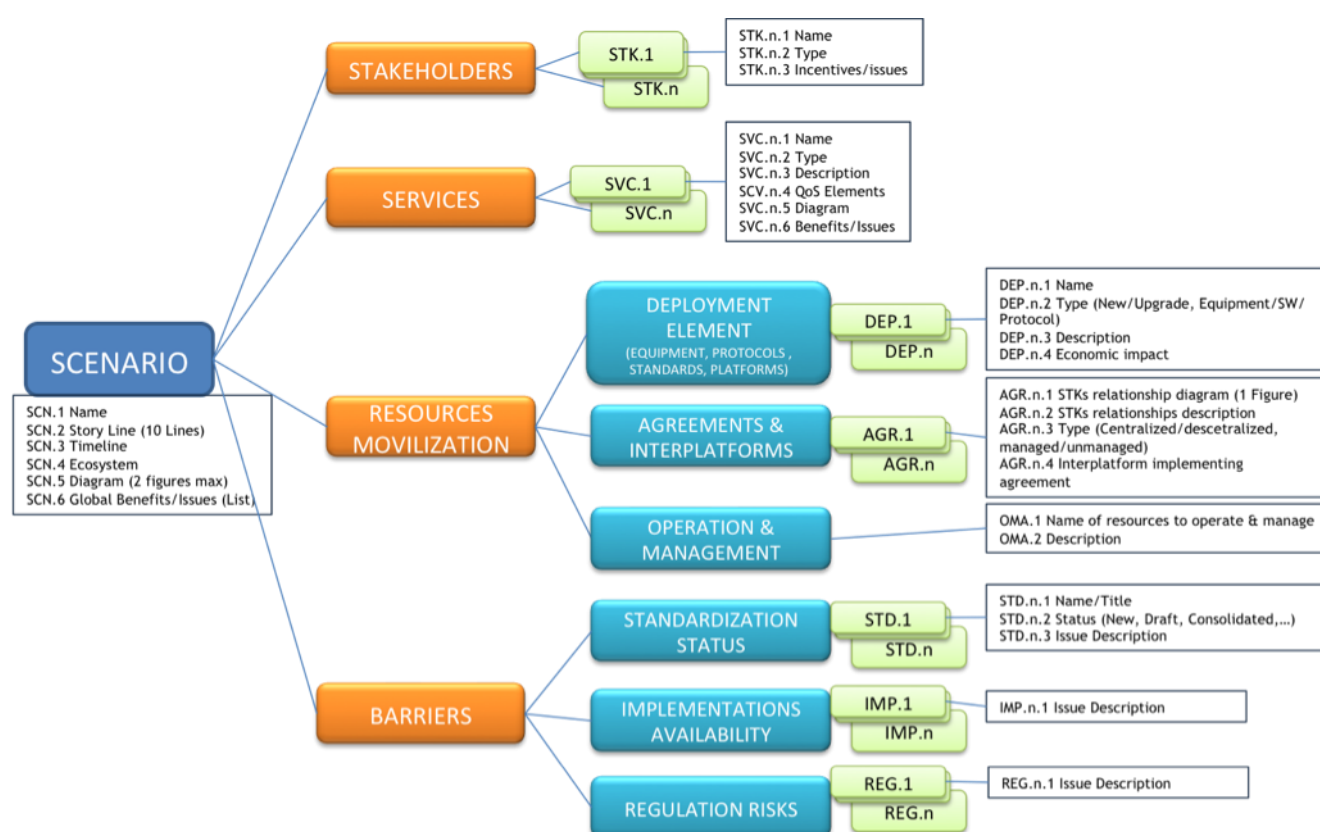 STAKEHOLDERS
STK.1
STK.n
STK.n.1 Name
STK.n.2 Type
STK.n.3 Incentives/issues
SERVICES
SVC.1
SVC.n
SVC.n.1 Name
SVC.n.2 Type
SVC.n.3 Description
SCV.n.4 QoS Elements
SVC.n.5 Diagram
SVC.n.6 Benefits/Issues
SCENARIO
SCN.1 Name
SCN.2 Story Line (10 Lines)
SCN.3 Timeline
SCN.4 Ecosystem
SCN.5 Diagram (2 figures max)
SCN.6 Global Benefits/Issues (List)
RESOURCES
MOVILIZATION
DEPLOYMENT
ELEMENT
(EQUIPMENT, PROTOCOLS ,
STANDARDS, PLATFORMS)
DEP.1
DEP.n
DEP.n.1 Name
DEP.n.2 Type (New/Upgrade, Equipment/SW/
Protocol)
DEP.n.3 Description
DEP.n.4 Economic impact
AGREEMENTS &
INTERPLATFORMS
AGR.1
AGR.n
AGR.n.1 STKs relationship diagram (1 Figure)
AGR.n.2 STKs relationships description
AGR.n.3 Type (Centralized/descetralized,
managed/unmanaged)
AGR.n.4 Interplatform implementing
agreement
OPERATION &
MANAGEMENT
OMA.1 Name of resources to operate & manage
OMA.2 Description
BARRIERS
STANDARDIZATION
STATUS
STD.1
STD.n
STD.n.1 Name/Title
STD.n.2 Status (New, Draft, Consolidated,…)
STD.n.3 Issue Description
IMPLEMENTATIONS
AVAILABILITY
IMP.1
IMP.n
IMP.n.1 Issue Description
REGULATION RISKS
REG.1
REG.n
REG.n.1 Issue Description